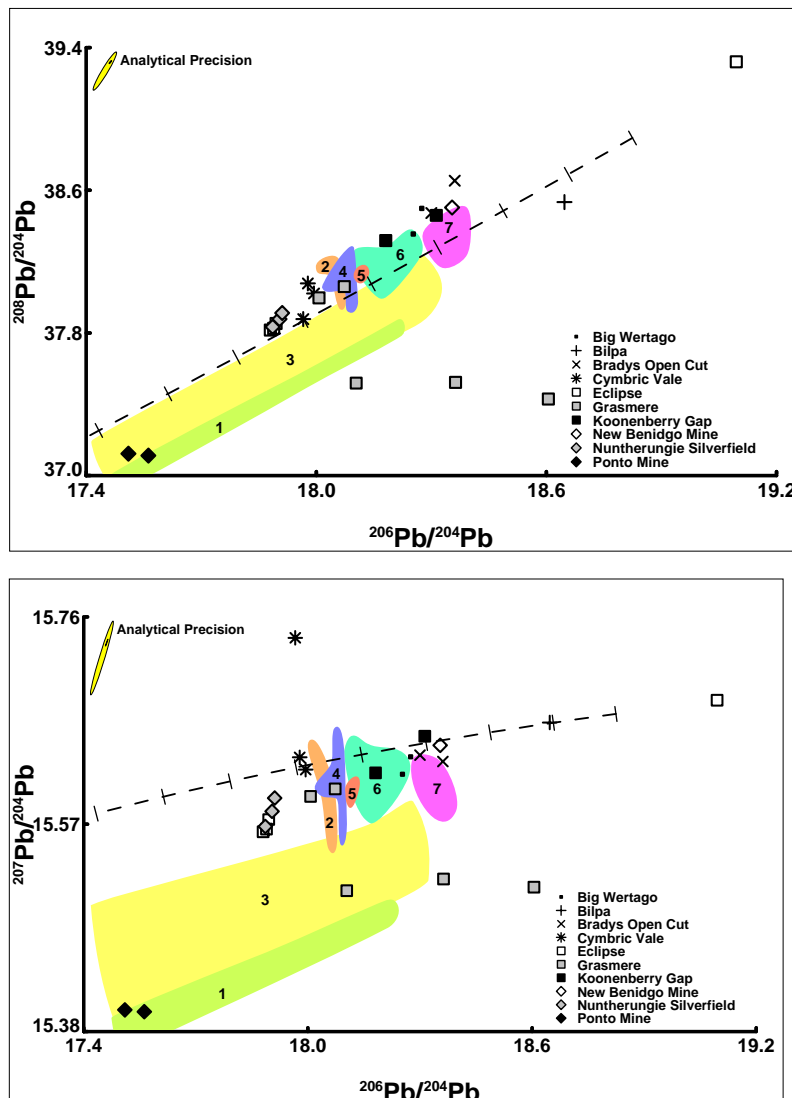 39.4
Analytical Precision
38.6
7
2
6
4
5
208Pb/204Pb
37.8
3
1
Big Wertago
Bilpa
Bradys Open Cut
Cymbric Vale
Eclipse
Grasmere
Koonenberry Gap
New Benidgo Mine
Nuntherungie Silverfield
Ponto Mine
37.0
17.4
18.0
18.6
19.2
206Pb/204Pb
15.76
Analytical Precision
4
5
6
7
2
15.57
207Pb/204Pb
3
1
Big Wertago
Bilpa
Bradys Open Cut
Cymbric Vale
Eclipse
Grasmere
Koonenberry Gap
New Benidgo Mine
Nuntherungie Silverfield
Ponto Mine
15.38
17.4
18.0
18.6
19.2
206Pb/204Pb